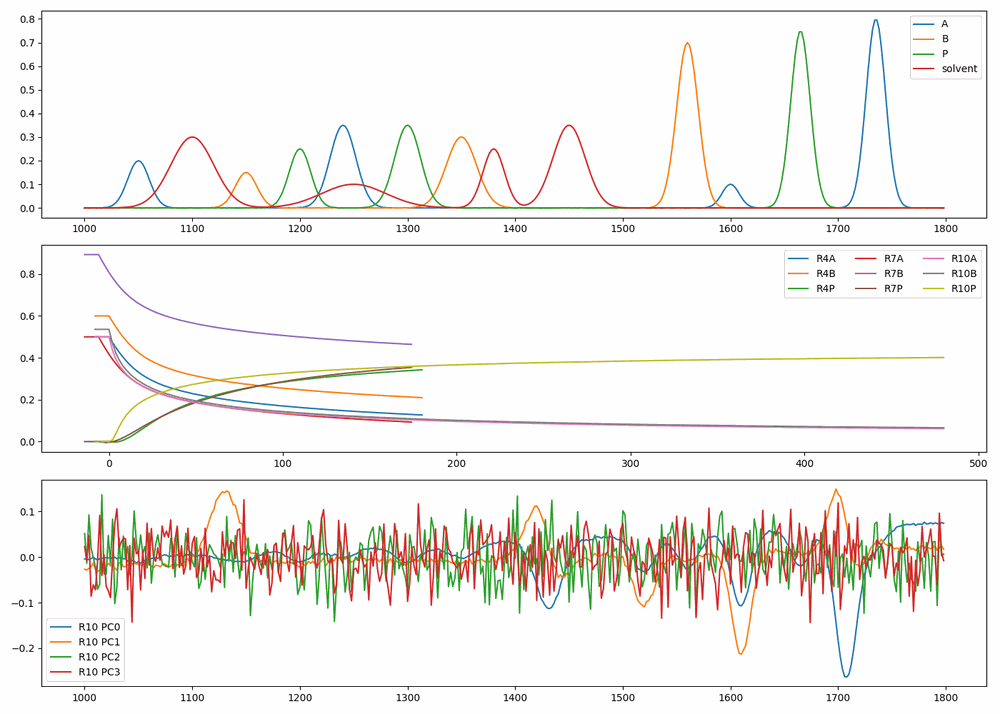 0.8
0.7
0.6
0.5
0.4
0.3
0.2
0.1
0.0
A
B
P
solvent
1000 1100 1200 1300 1400 1500 1600 1700 1800
0.8
0.6
0.4
0.2
0.0
R4A R7A R10A
R4B R7B R10B
R4P R7P R10P
0 100 200 300 400 500
0.1
0.0
−0.1
−0.2
R10 PC0
R10 PC1
R10 PC2
R10 PC3
1000 1100 1200 1300 1400 1500 1600 1700 1800